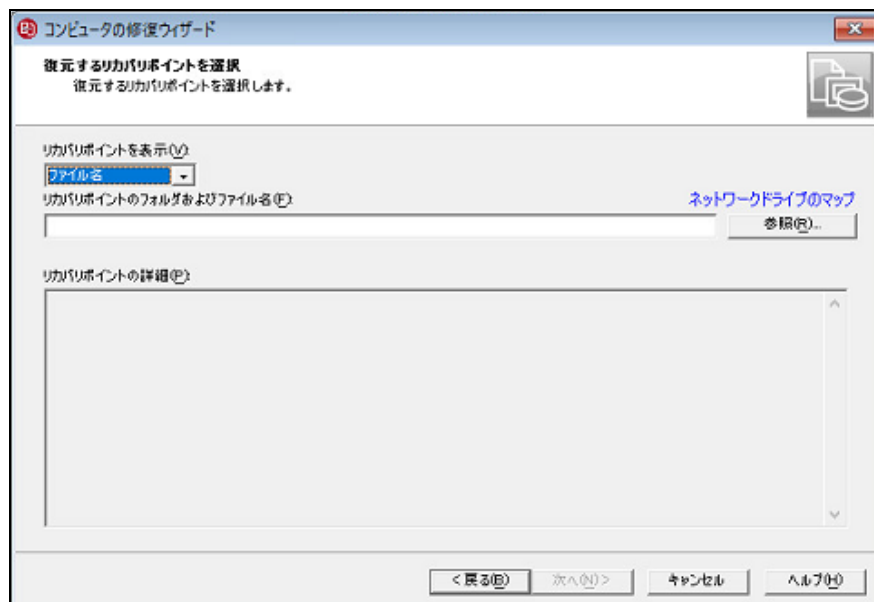 コンピュータの修復ウィザード
復元するリカバリポイントを選択
復元するリカバリポイントを選択します。
リカバリポイントを表示(V):
ファイル名
リカバリポイントのフォルダおよびファイル名(F):
ネットワークドライブのマップ
参照(R)...
リカバリポイントの詳細(P):
< 戻る(B)
次へ(N) >
キャンセル
ヘルプ(H)